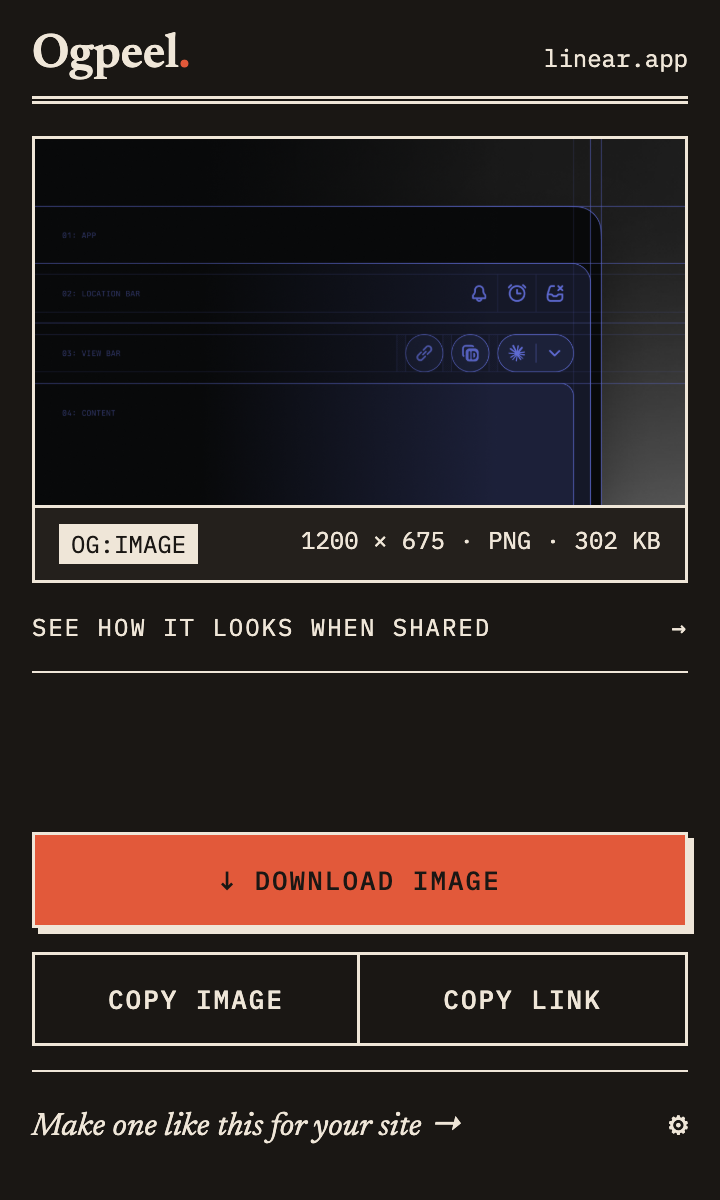 Ogpeel.
linear.app
01: APP
02: LOCATION BAR
03: VIEW BAR
04: CONTENT
OG:IMAGE
1200 × 675 · PNG · 302 KB
SEE HOW IT LOOKS WHEN SHARED →
↓ DOWNLOAD IMAGE
COPY IMAGE
COPY LINK
Make one like this for your site →